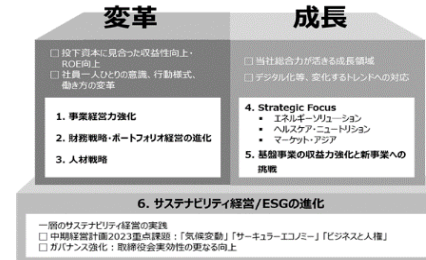 変革
□ 投下資本に見合った収益性向上・
ROE向上
□ 社員一人ひとりの意識、行動様式、
働き方の変革
1. 事業経営力強化
2. 財務戦略・ポートフォリオ経営の進化
3. 人材戦略
成長
□ 当社総合力が活きる成長領域
□ デジタル化等、変化するトレンドへの対応
4. Strategic Focus
▪ エネルギーソリューション
▪ ヘルスケア・ニュートリション
▪ マーケット・アジア
5. 基盤事業の収益力強化と新事業への
挑戦
6. サステナビリティ経営/ESGの進化
一層のサステナビリティ経営の実践
□ 中期経営計画2023重点課題：「気候変動」「サーキュラーエコノミー」「ビジネスと人権」
□ ガバナンス強化：取締役会実効性の更なる向上